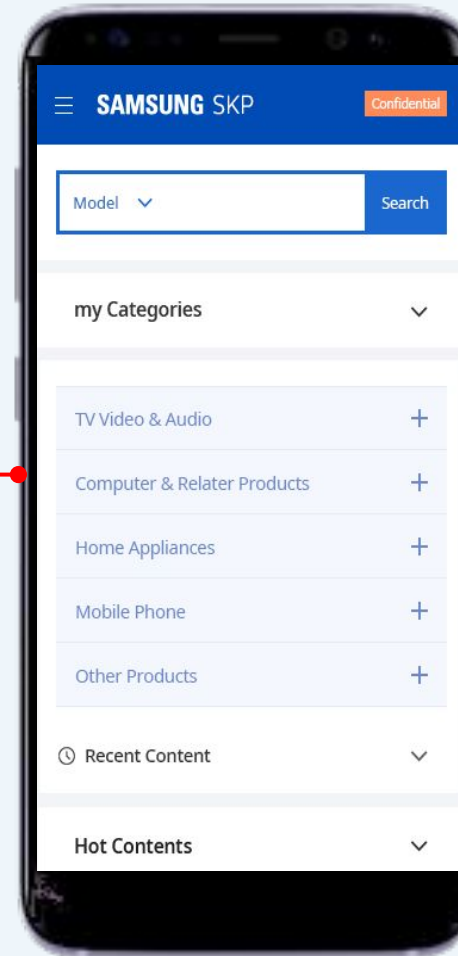 SAMSUNG SKP Confidential
Model Search
my Categories
TV Video & Audio
Computer & Relater Products
Home Appliances
Mobile Phone
Other Products
Recent Content
Hot Contents